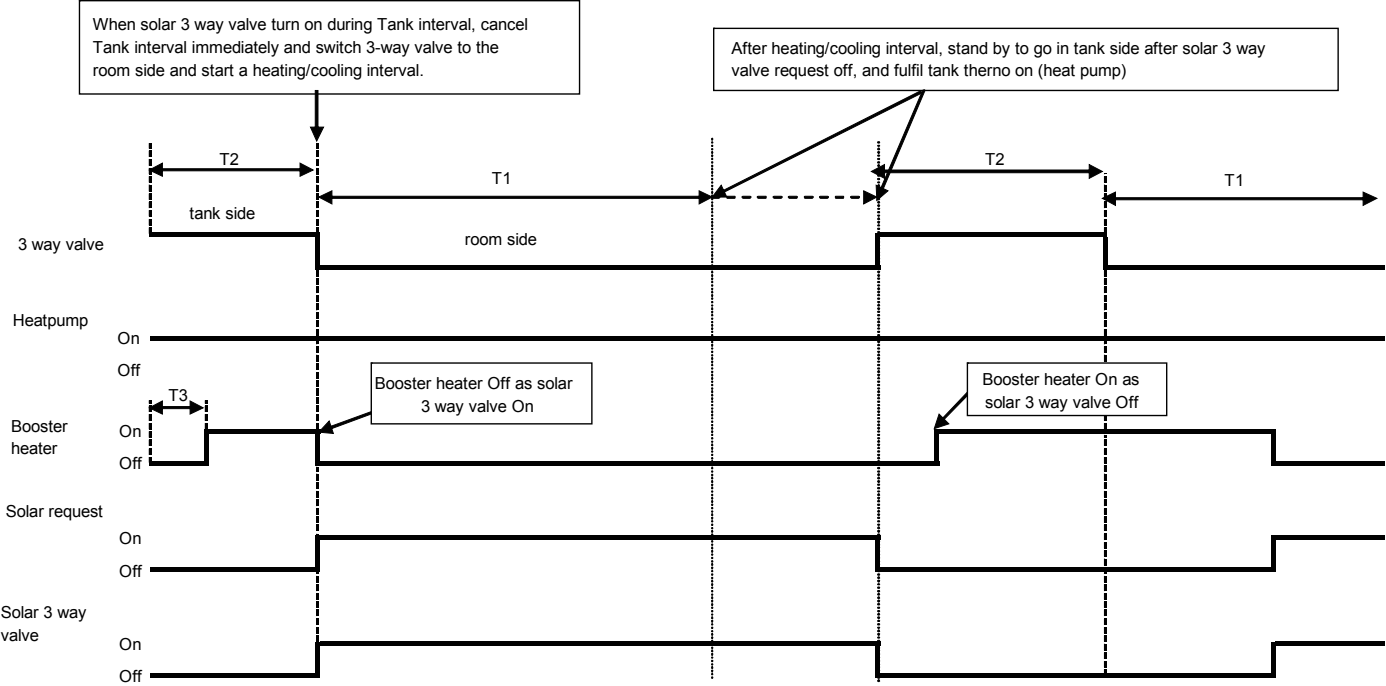 When solar 3 way valve turn on during Tank interval, cancel
Tank interval immediately and switch 3-way valve to the
room side and start a heating/cooling interval.
After heating/cooling interval, stand by to go in tank side after solar 3 way
valve request off, and fulfil tank therno on (heat pump)
T2
T1
T2
T1
tank side
room side
3 way valve
Heatpump
On
Off
T3
Booster heater Off as solar
3 way valve On
Booster heater On as
solar 3 way valve Off
Booster
heater
On
Off
Solar request
On
Off
Solar 3 way
valve
On
Off